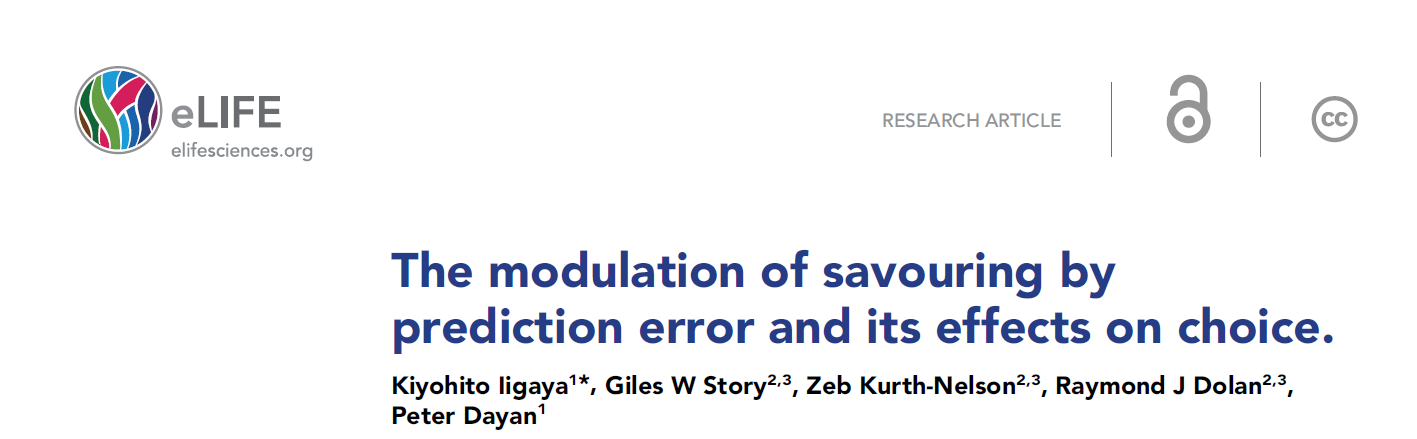 eLIFE
elifesciences.org
RESEARCH ARTICLE
cc
The modulation of savouring by
prediction error and its effects on choice.
Kiyohito Iigaya1*, Giles W Story2,3, Zeb Kurth-Nelson2,3, Raymond J Dolan2,3,
Peter Dayan1